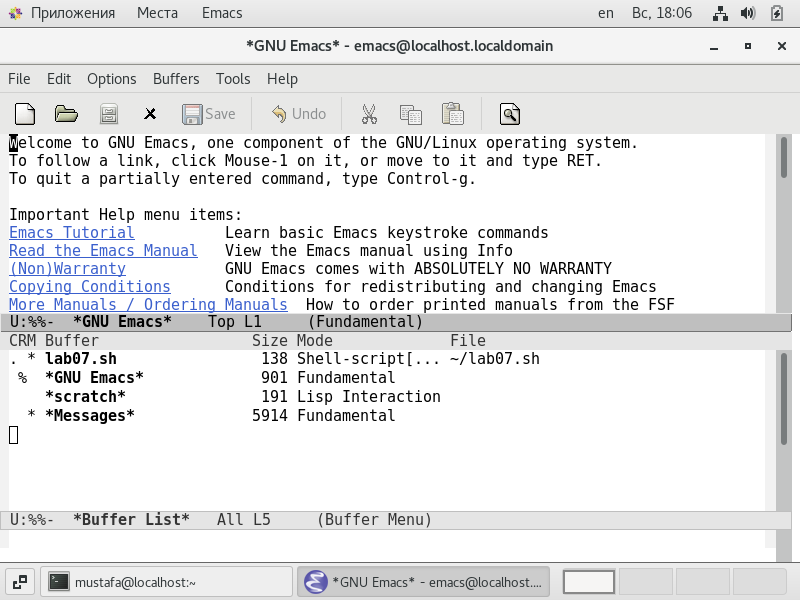 Приложения Места Emacs en Вс, 18:06
*GNU Emacs* - emacs@localhost.localdomain
File Edit Options Buffers Tools Help
Save Undo
Welcome to GNU Emacs, one component of the GNU/Linux operating system.
To follow a link, click Mouse-1 on it, or move to it and type RET.
To quit a partially entered command, type Control-g.
Important Help menu items:
Emacs Tutorial Learn basic Emacs keystroke commands
Read the Emacs Manual View the Emacs manual using Info
(Non)Warranty GNU Emacs comes with ABSOLUTELY NO WARRANTY
Copying Conditions Conditions for redistributing and changing Emacs
More Manuals / Ordering Manuals How to order printed manuals from the FSF
U:%%- *GNU Emacs* Top L1 (Fundamental)
CRM Buffer Size Mode File
. * lab07.sh 138 Shell-script[... ~/lab07.sh
% *GNU Emacs* 901 Fundamental
*scratch* 191 Lisp Interaction
* *Messages* 5914 Fundamental
U:%%- *Buffer List* All L5 (Buffer Menu)
mustafa@localhost:~ *GNU Emacs* - emacs@localhost....